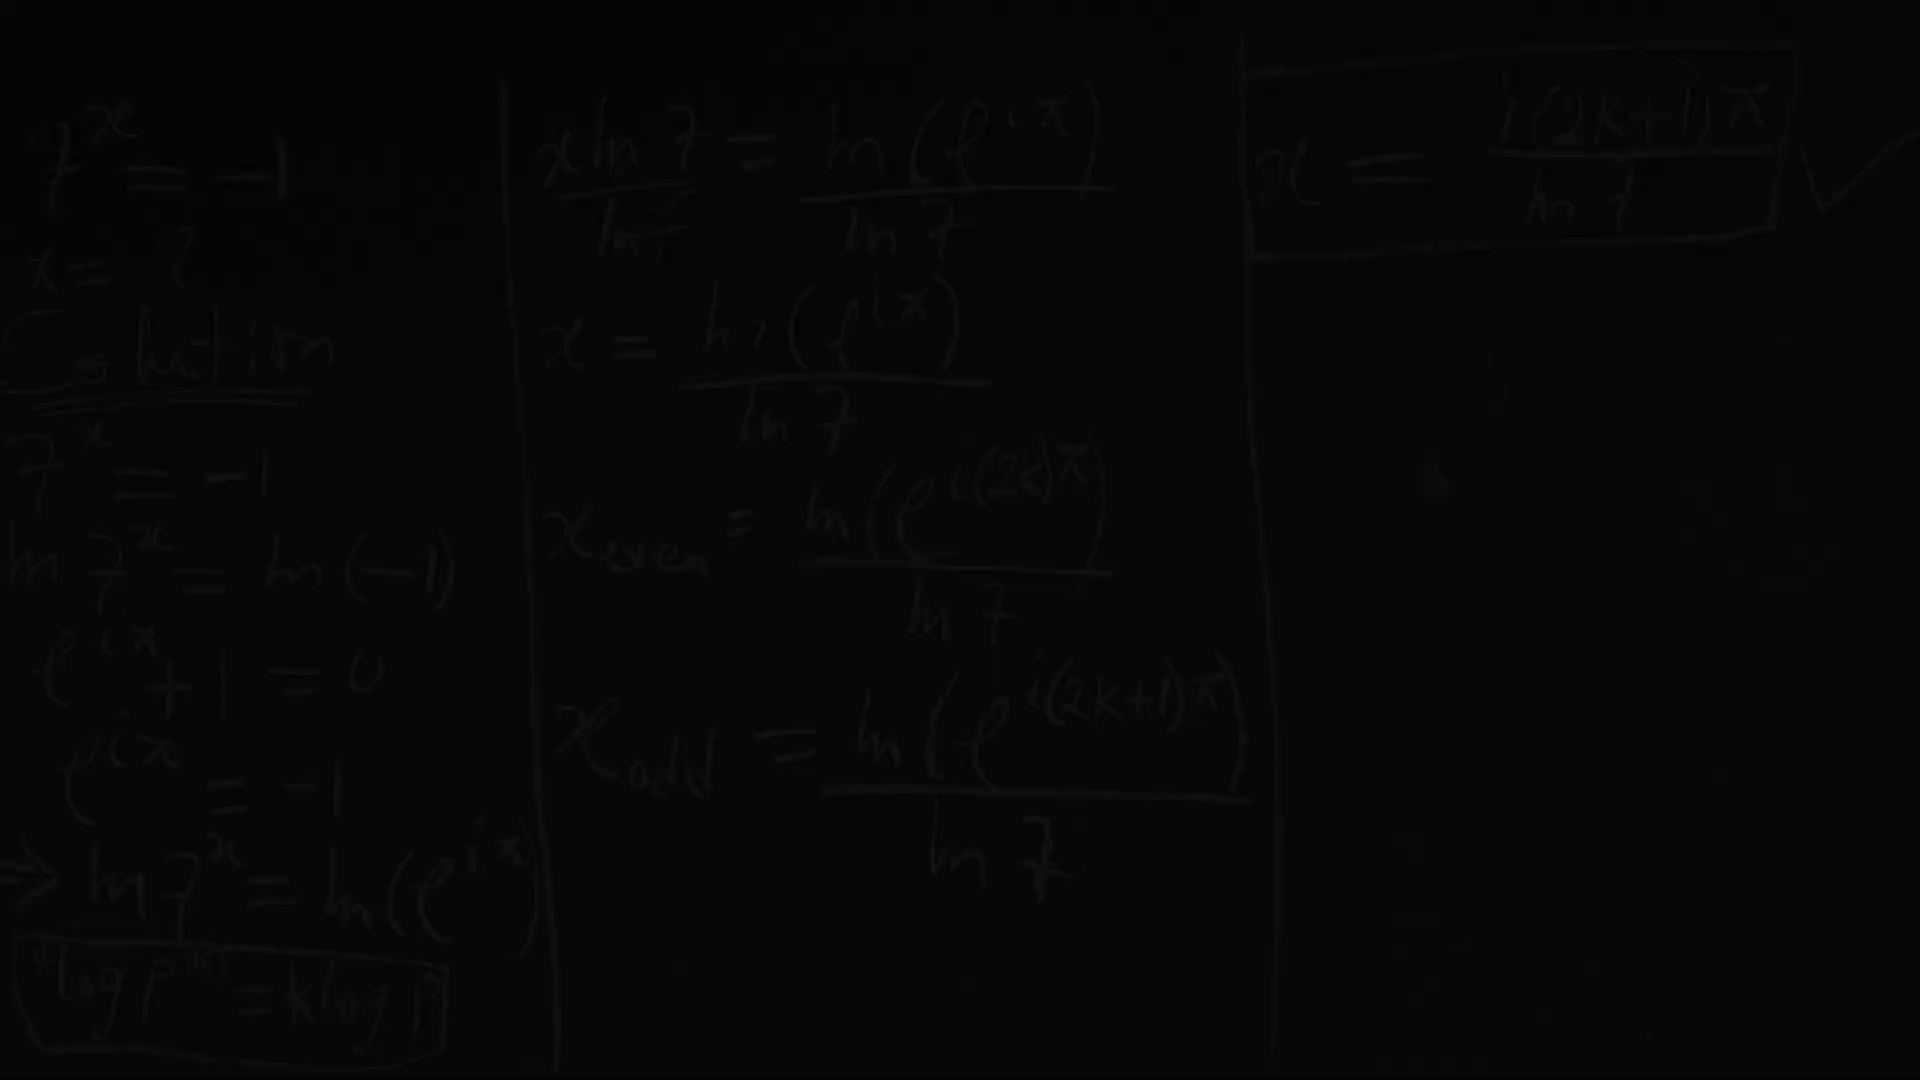 7^x = -1
x = ?
Solution
7^x = -1
ln 7^x = ln(-1)
e^iπ + 1 = 0
e^iπ = -1
⇒ ln 7^x = ln(e^iπ)
"log p^k = k log p"
x ln 7 / ln 7 = ln(e^iπ) / ln 7
x = ln(e^iπ) / ln 7
x even = ln(e^i(2k)π) / ln 7
x odd = ln(e^i(2k+1)π) / ln 7
x = i(2k+1)π / ln 7 ✓